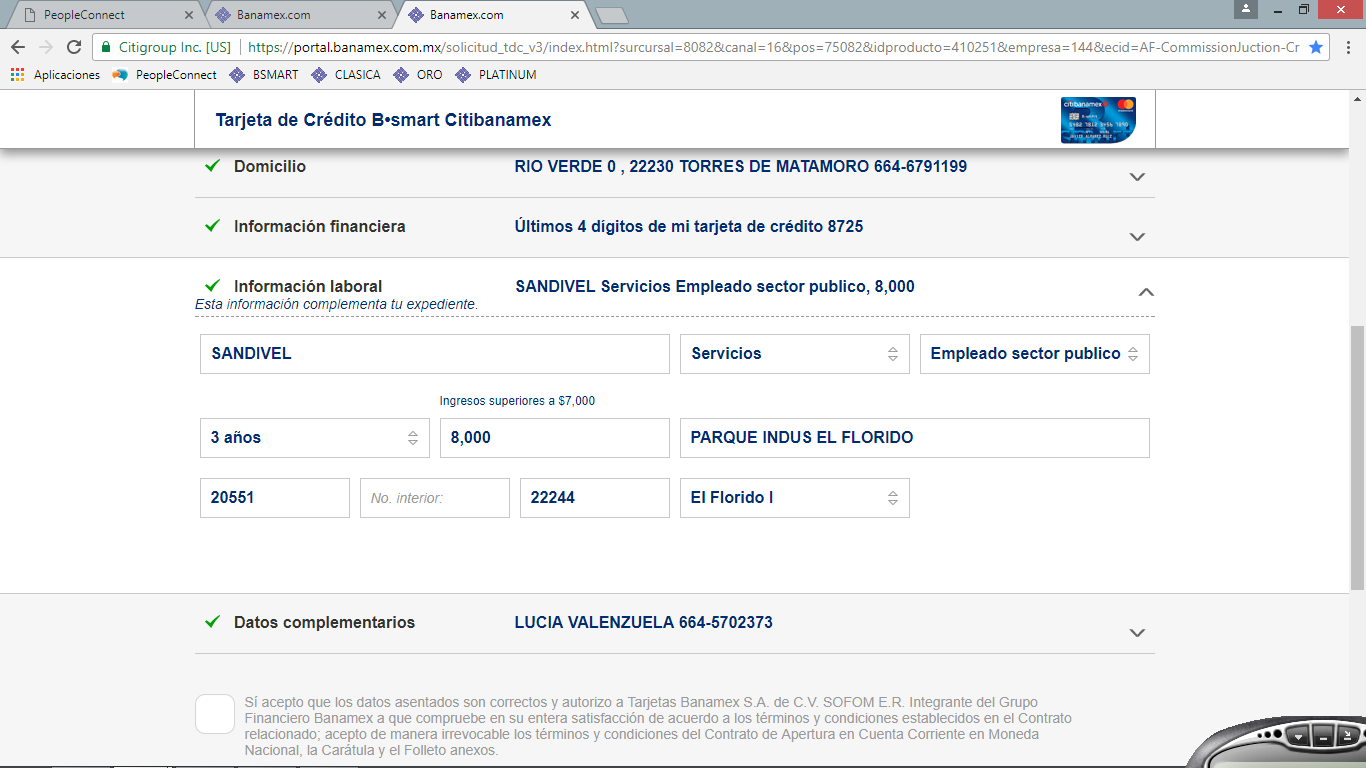 PeopleConnect
Banamex.com
Banamex.com
Citigroup Inc. [US] https://portal.banamex.com.mx/solicitud_tdc_v3/index.html?sursursal=8082&canal=16&pos=75082&idproducto=410251&empresa=144&ecid=AF-CommissionJuction-Cr
Aplicaciones PeopleConnect BSMART CLASICA ORO PLATINUM
Tarjeta de Crédito B•smart Citibanamex
citibanamex
Domicilio RIO VERDE 0 , 22230 TORRES DE MATAMORO 664-6791199
Información financiera Últimos 4 dígitos de mi tarjeta de crédito 8725
Información laboral SANDIVEL Servicios Empleado sector publico, 8,000
Esta información complementa tu expediente.
SANDIVEL Servicios Empleado sector publico
Ingresos superiores a $7,000
3 años 8,000 PARQUE INDUS EL FLORIDO
20551 No. interior: 22244 El Florido I
Datos complementarios LUCIA VALENZUELA 664-5702373
Sí acepto que los datos asentados son correctos y autorizo a Tarjetas Banamex S.A. de C.V. SOFOM E.R. Integrante del Grupo
Financiero Banamex a que compruebe en su entera satisfacción de acuerdo a los términos y condiciones establecidos en el Contrato
relacionado; acepto de manera irrevocable los términos y condiciones del Contrato de Apertura en Cuenta Corriente en Moneda
Nacional, la Carátula y el Folleto anexos.